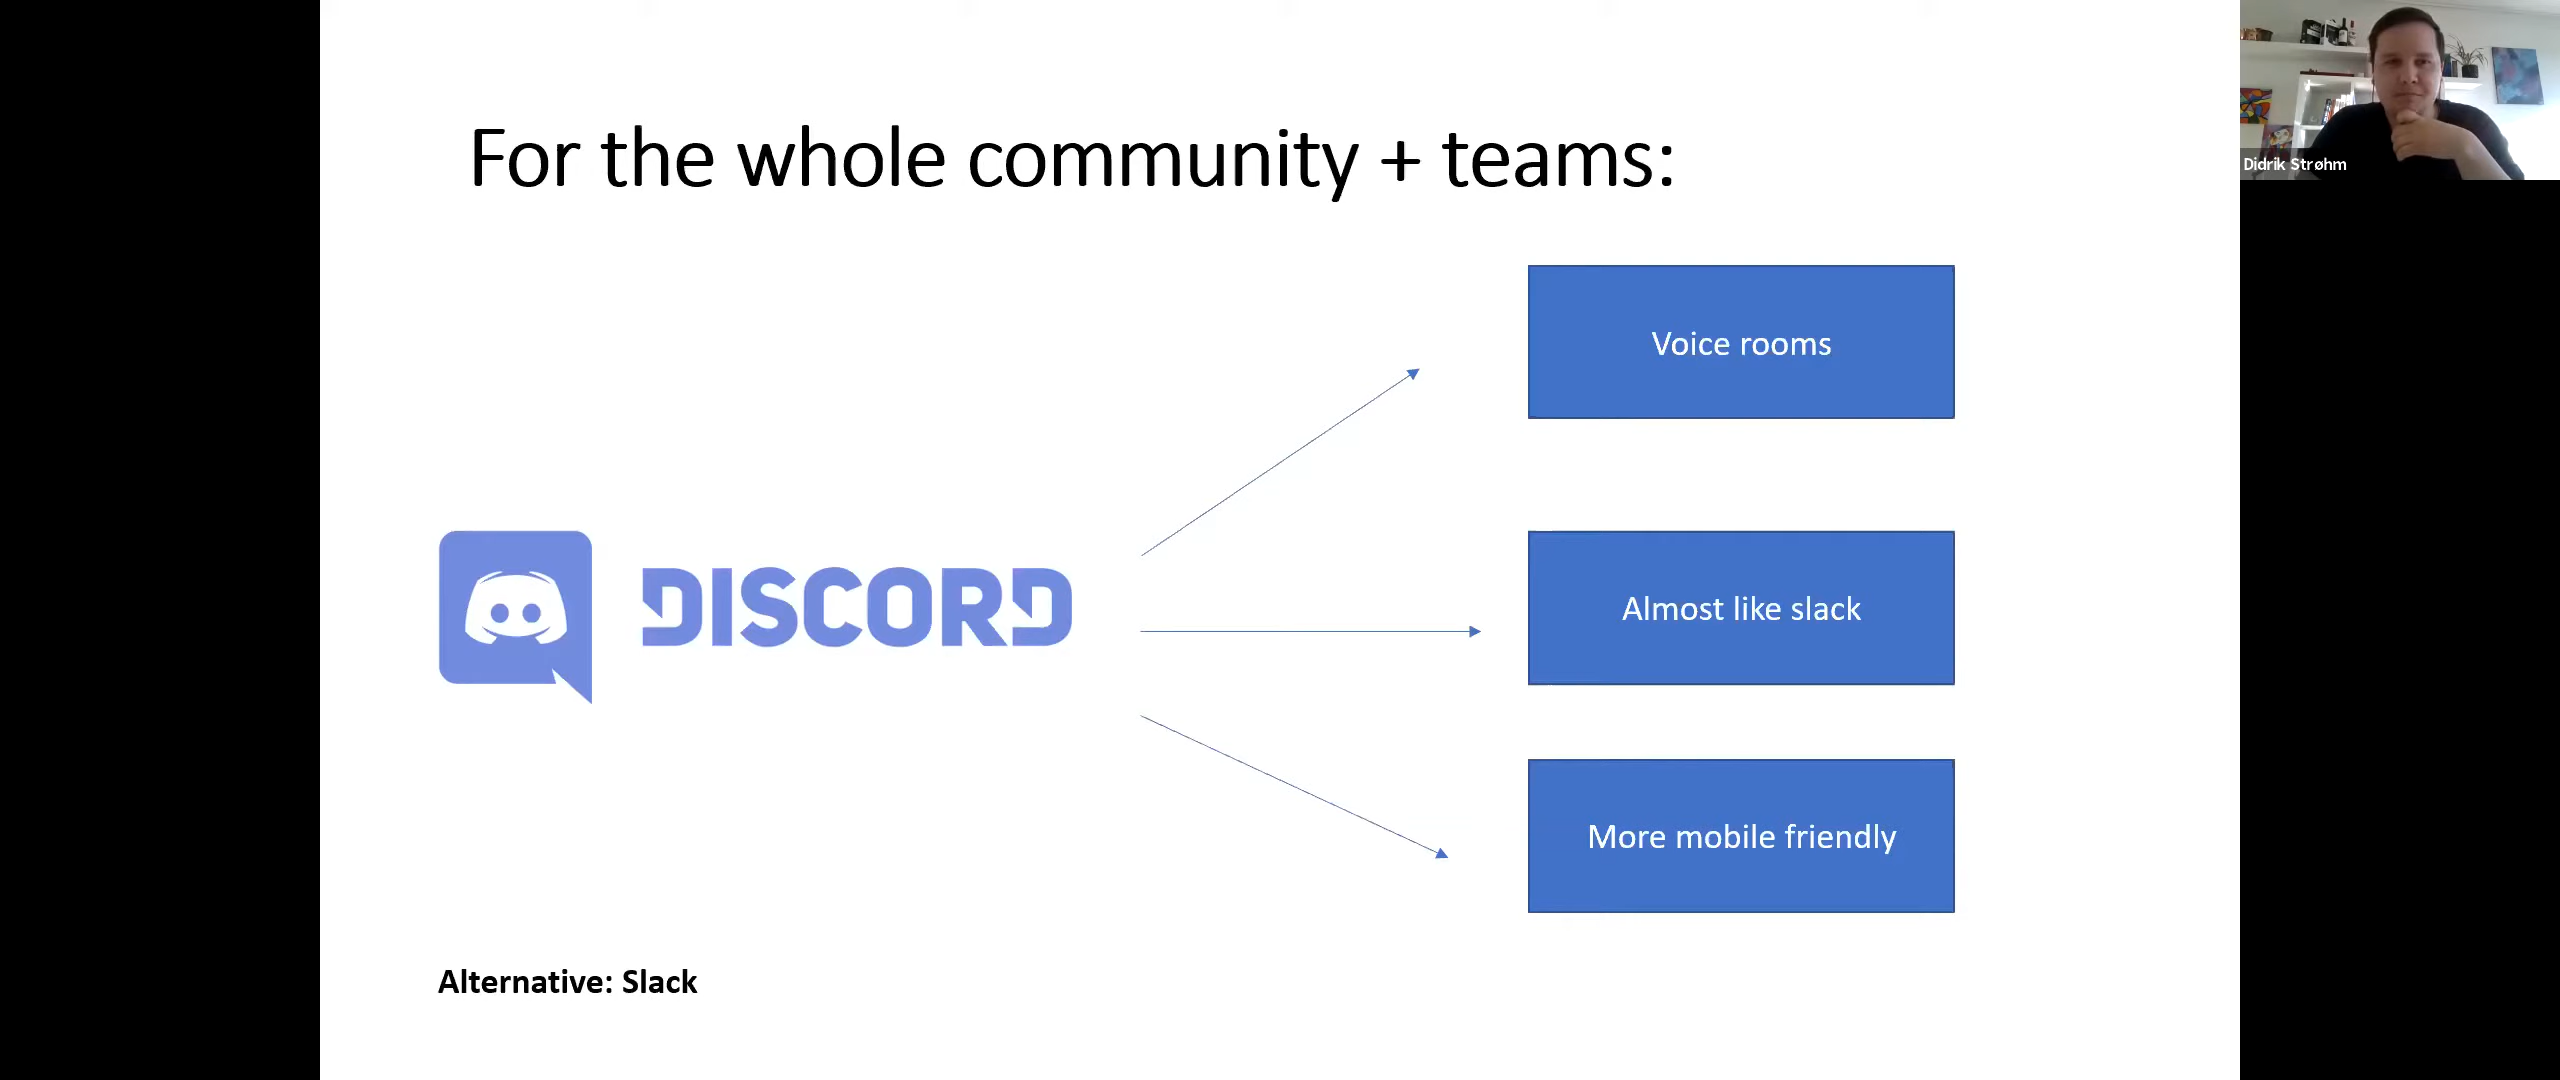 For the whole community + teams:
Didrik Strøhm
Voice rooms
DISCORD
Almost like slack
More mobile friendly
Alternative: Slack